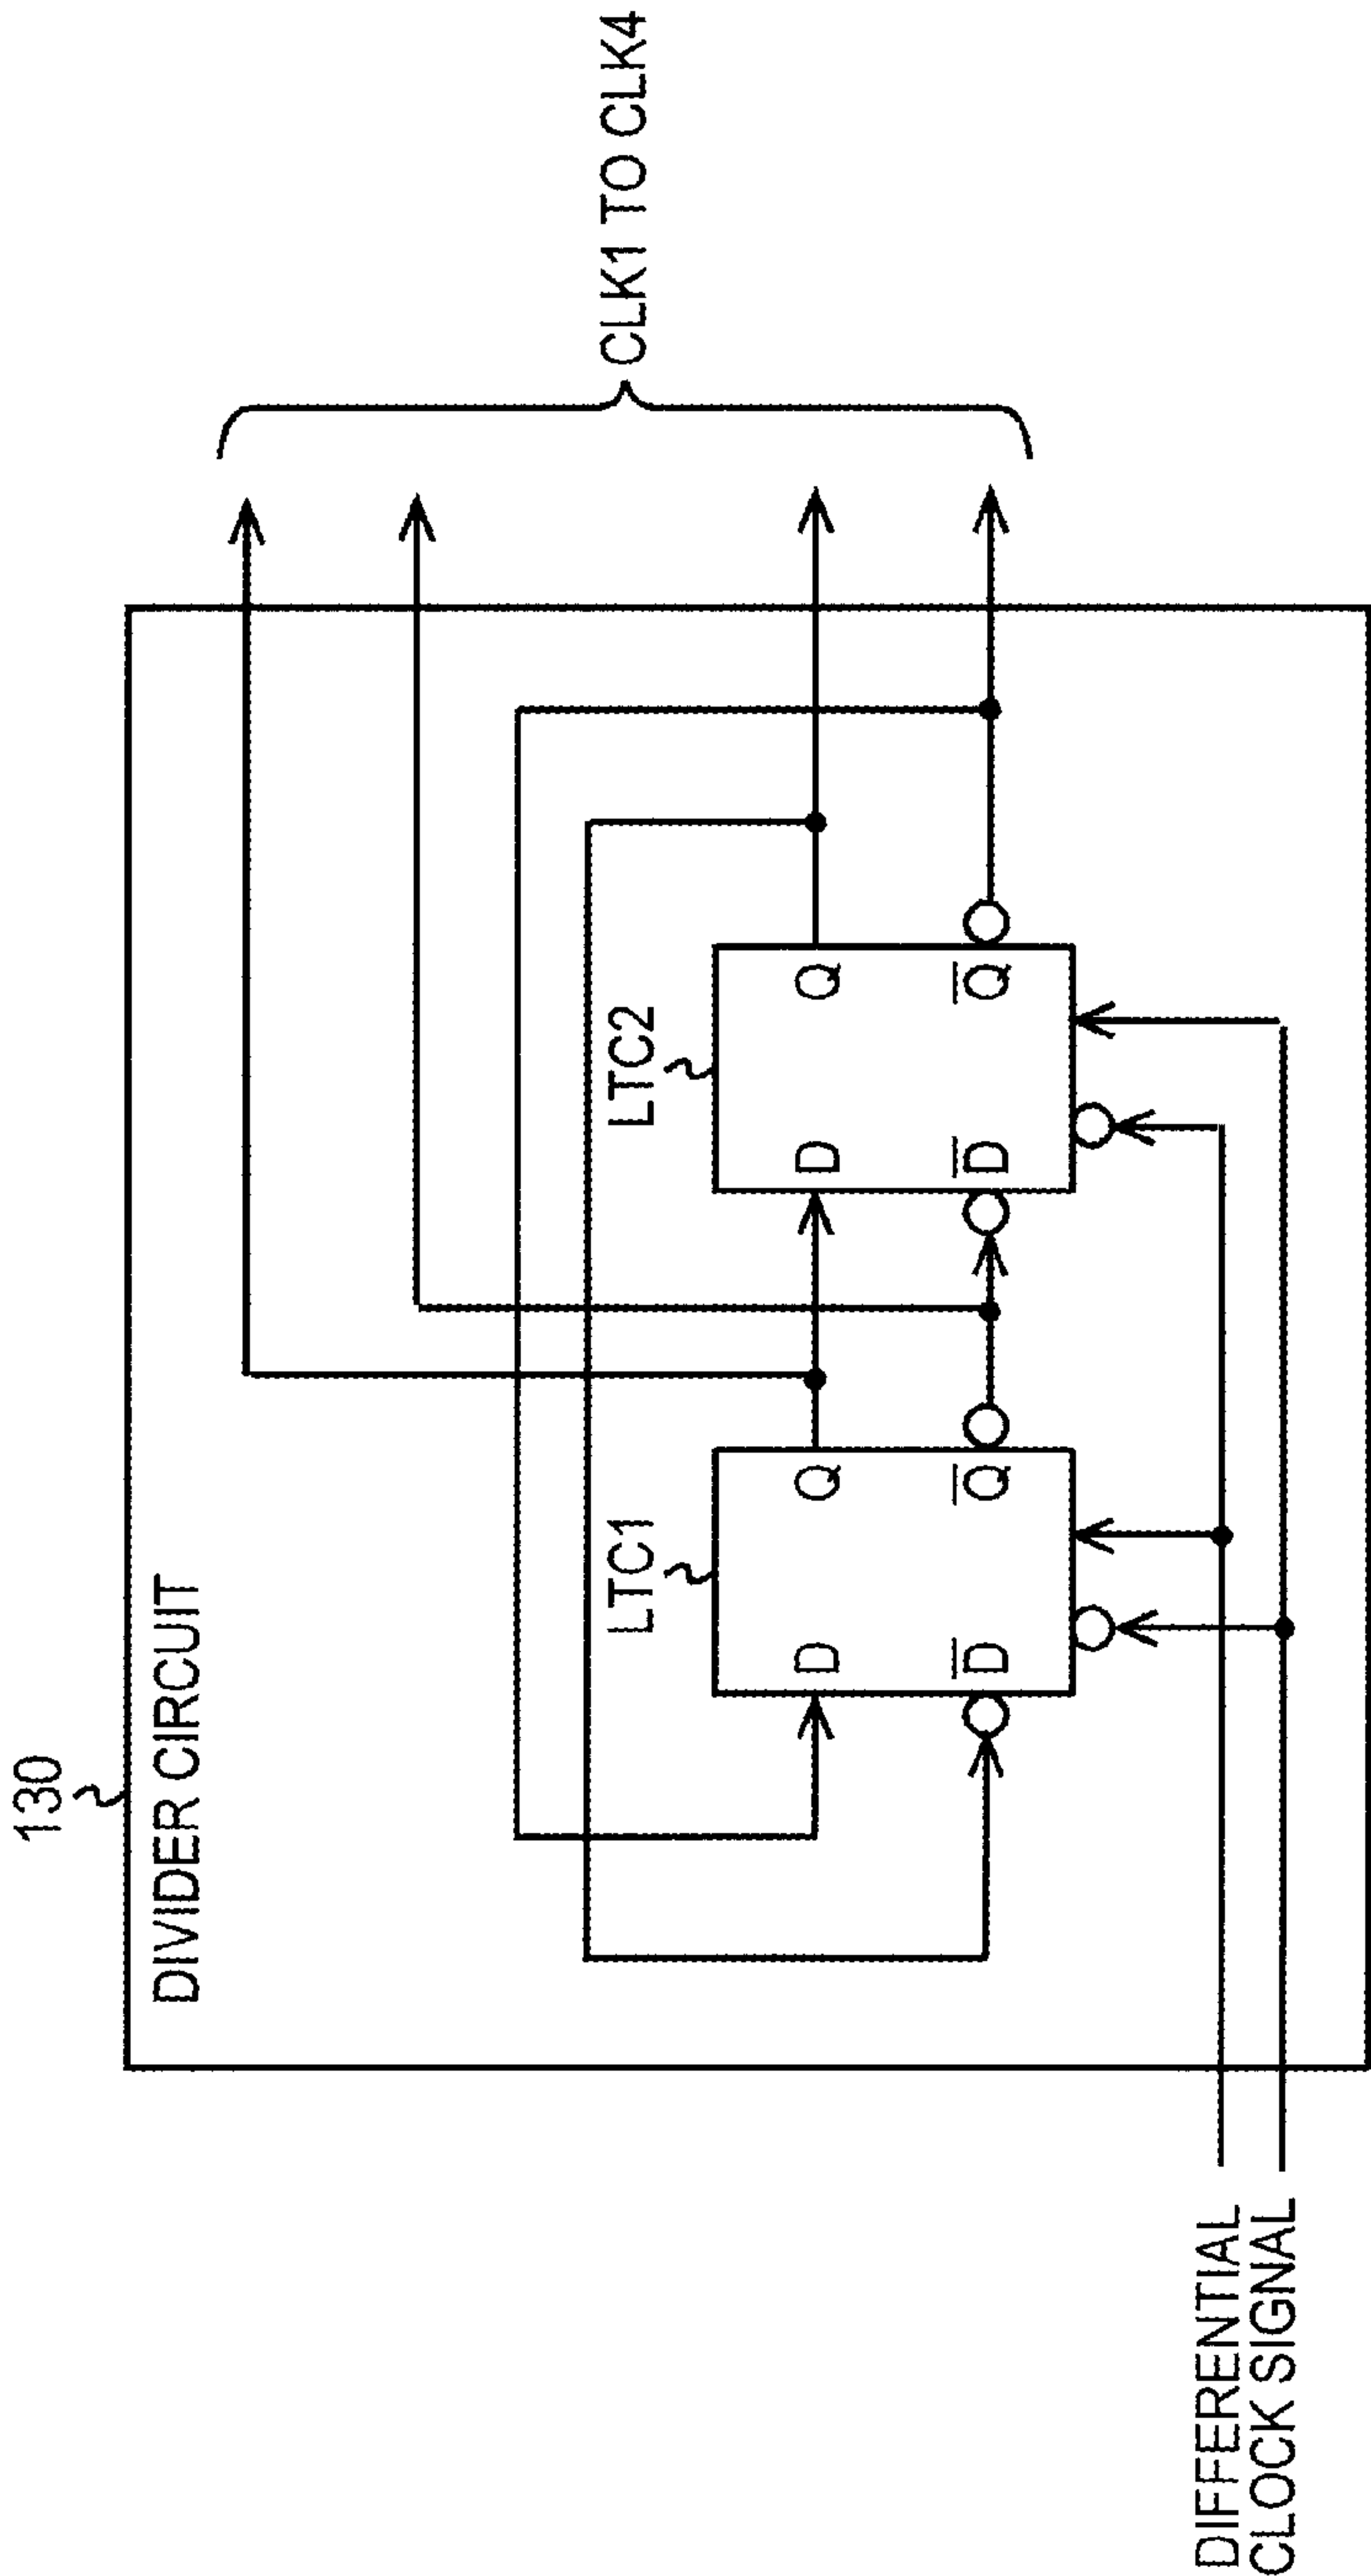 130
DIVIDER CIRCUIT
LTC1
LTC2
D
Q
D
Q
D
Q
D
Q
CLK1 TO CLK4
DIFFERENTIAL
CLOCK SIGNAL